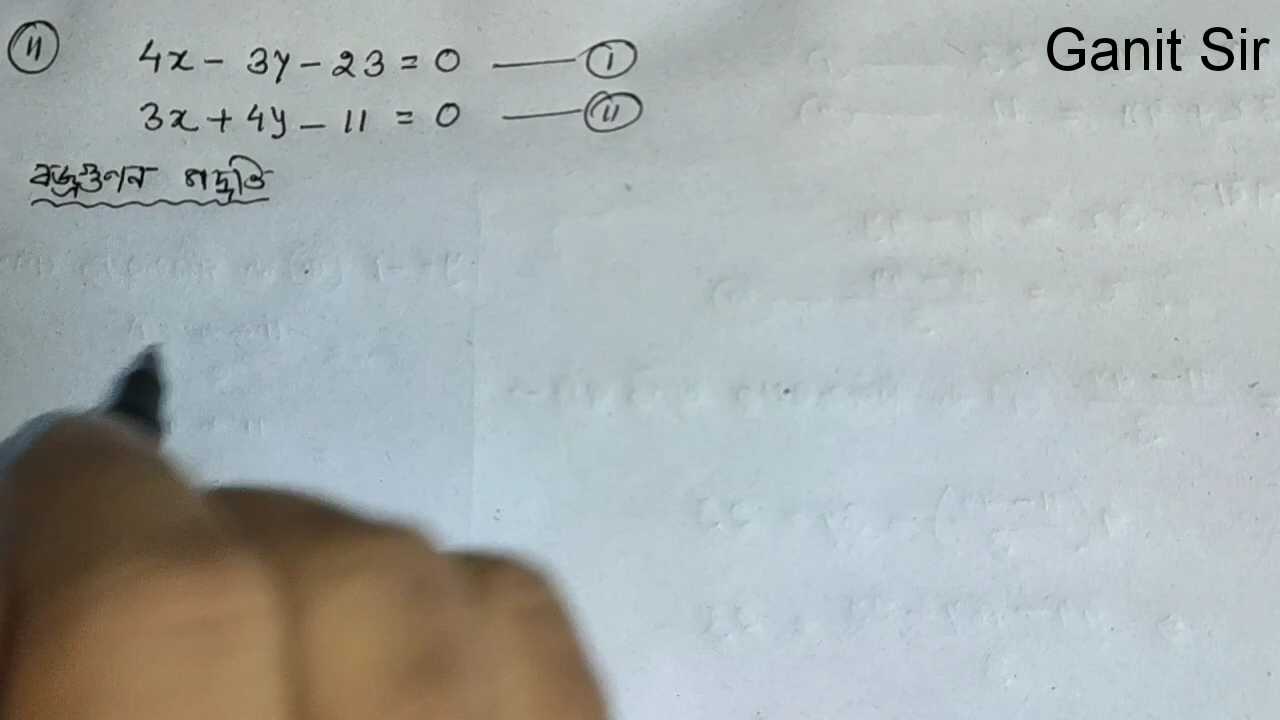 Ganit Sir
(ii) 4x - 3y - 23 = 0 —— (i)
3x + 4y - 11 = 0 —— (ii)
বজ্রগুণন পদ্ধতি